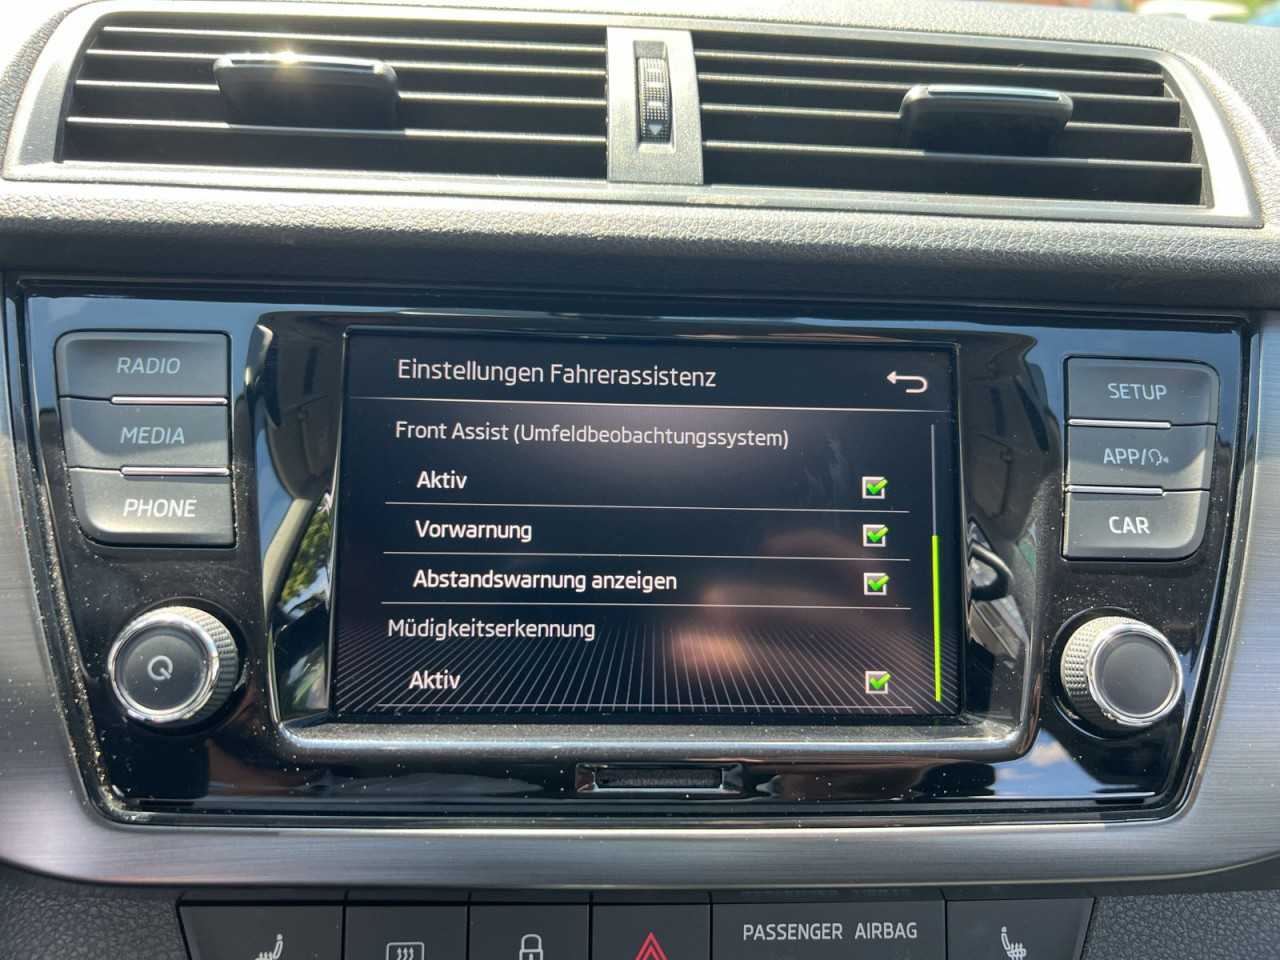 RADIO
MEDIA
PHONE
Einstellungen Fahrerassistenz
Front Assist (Umfeldbeobachtungssystem)
Aktiv
Vorwarnung
Abstandswarnung anzeigen
Müdigkeitserkennung
Aktiv
SETUP
APP/
CAR
PASSENGER AIRBAG